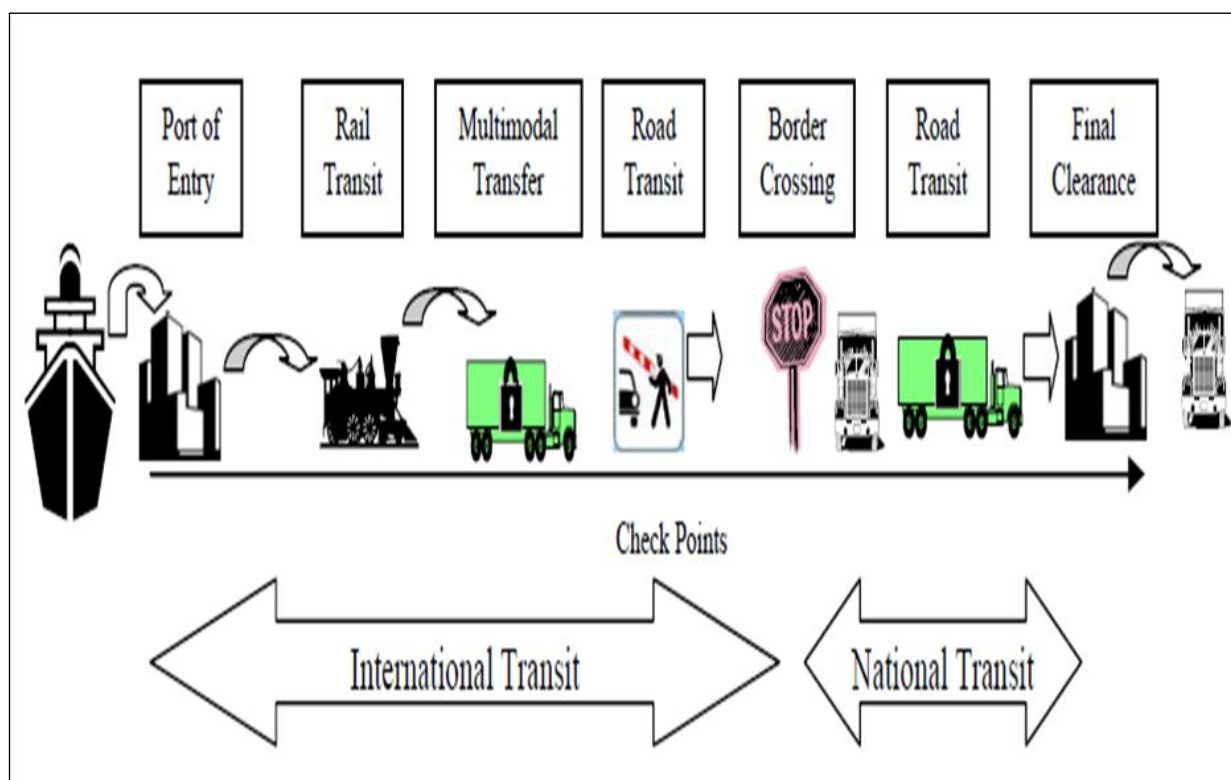 Port of
Entry
Rail
Transit
Multimodal
Transfer
Road
Transit
Border
Crossing
Road
Transit
Final
Clearance
STOP
Check Points
International Transit
National Transit